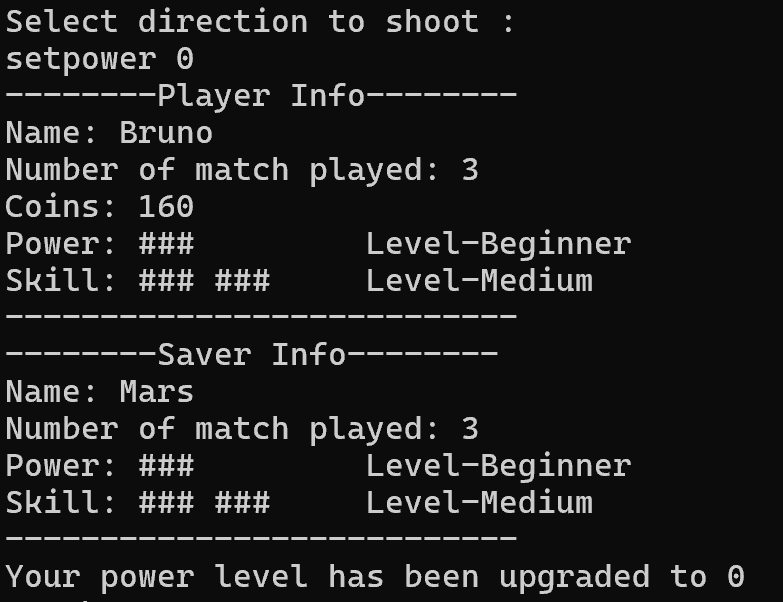 Select direction to shoot :
setpower 0
--------Player Info--------
Name: Bruno
Number of match played: 3
Coins: 160
Power: ###         Level-Beginner
Skill: ### ###     Level-Medium
---------------------------
--------Saver Info--------
Name: Mars
Number of match played: 3
Power: ###         Level-Beginner
Skill: ### ###     Level-Medium
---------------------------
Your power level has been upgraded to 0